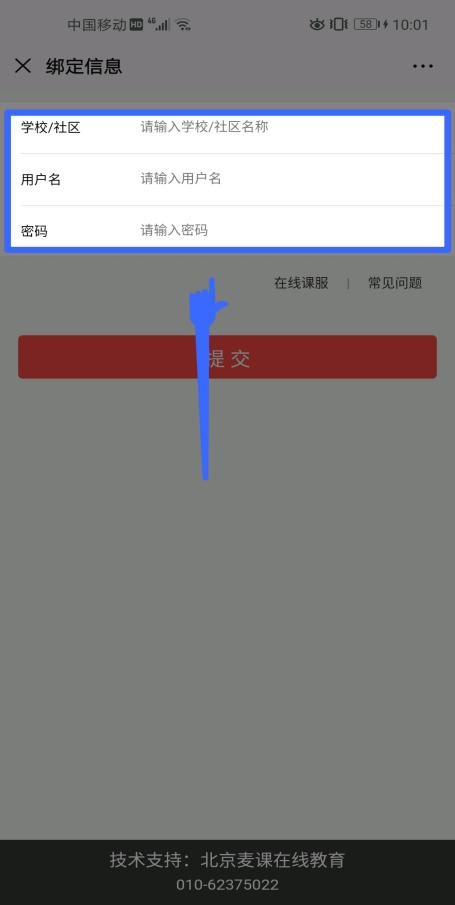 中国移动 HD 4G 58 10:01
绑定信息
学校/社区 请输入学校/社区名称
用户名 请输入用户名
密码 请输入密码
在线课服 | 常见问题
提交
技术支持：北京麦课在线教育
010-62375022